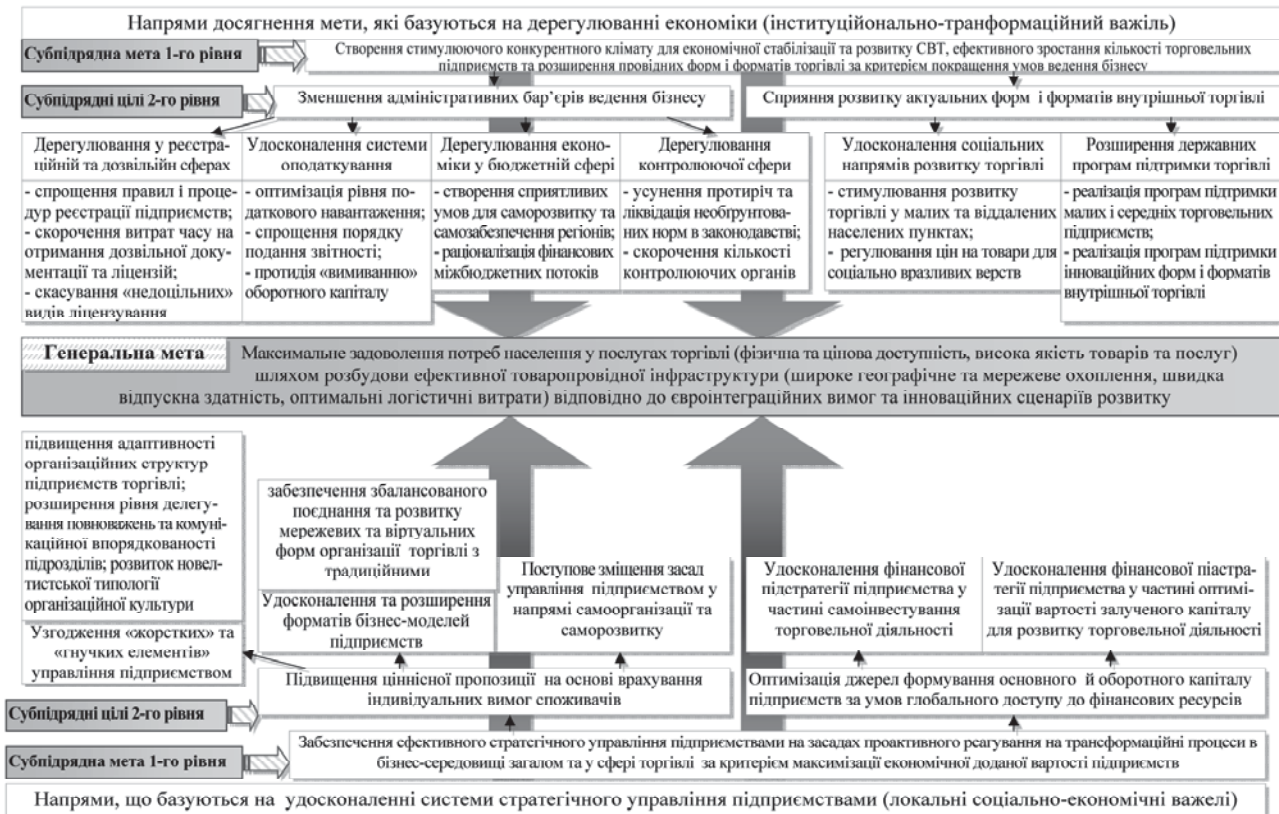 Напрями досягнення мети, які базуються на дерегулюванні економіки (інституціонально-транформаційний важіль)
Субпідрядна мета 1-го рівня
Створення стимулюючого конкурентного клімату для економічної стабілізації та розвитку СВТ, ефективного зростання кількості торговельних
підприємств та розширення провідних форм і форматів торгівлі за критерієм покращення умов ведення бізнесу
Субпідрядні цілі 2-го рівня
Зменшення адміністративних бар’єрів ведення бізнесу
Сприяння розвитку актуальних форм і форматів внутрішньої торгівлі
Дерегулювання у реєстра-
ційній та дозвільійн сферах
- спрощення правил і проце-
дур реєстрації підприємств;
- скорочення витрат часу на
отримання дозвільної доку-
ментації та ліцензій;
- скасування «недоцільних»
видів ліцензування
Удосконалення системи
оподаткування
- оптимізація рівня по-
даткового навантаження;
- спрощення порядку
подання звітності;
- протидія «вимиванню»
оборотного капіталу
Дерегулювання еконо-
міки у бюджетній сфері
- створення сприятливих
умов для саморозвитку та
самозабезпечення регіонів;
- раціоналізація фінансових
міжбюджетних потоків
Дерегулювання
контролюючої сфери
- усунення протиріч та
ліквідація необґрунтова-
них норм в законодавстві;
- скорочення кількості
контролюючих органів
Удосконалення соціальних
напрямів розвитку торгівлі
- стимулювання розвитку
торгівлі у малих та віддалених
населених пунктах;
- регулювання цін на товари для
соціально вразливих верств
Розширення державних
програм підтримки торгівлі
- реалізація програм підтримки
малих і середніх торговельних
підприємств;
- реалізація програм підтримки
інноваційних форм і форматів
внутрішньої торгівлі
Генеральна мета
Максимальне задоволення потреб населення у послугах торгівлі (фізична та цінова доступність, висока якість товарів та послуг)
шляхом розбудови ефективної товаропровідної інфраструктури (широке географічне та мережеве охоплення, швидка
відпускна здатність, оптимальні логістичні витрати) відповідно до євроінтеграційних вимог та інноваційних сценаріїв розвитку
підвищення адаптивності
організаційних структур
підприємств торгівлі;
розширення рівня делегу-
вання повноважень та комуні-
каційної впорядкованості
підрозділів; розвиток новел-
тистської типології
організаційної культури
Узгодження «жорстких» та
«гнучких елементів»
управління підприємством
забезпечення збалансованого
поєднання та розвитку
мережевих та віртуальних
форм організації торгівлі з
традиційними
Удосконалення та розширення
форматів бізнес-моделей
підприємств
Поступове зміщення засад
управління підприємством у
напрямі самоорганізації та
саморозвитку
Удосконалення фінансової
підстратегії підприємства у
частині самоінвестування
торговельної діяльності
Удосконалення фінансової піастра-
тегії підприємства у частині оптимі-
зації вартості залученого капіталу
для розвитку торговельної діяльності
Підвищення ціннісної пропозиції на основі врахування
індивідуальних вимог споживачів
Оптимізація джерел формування основного й оборотного капіталу
підприємств за умов глобального доступу до фінансових ресурсів
Субпідрядні цілі 2-го рівня
Субпідрядна мета 1-го рівня
Забезпечення ефективного стратегічного управління підприємствами на засадах проактивного реагування на трансформаційні процеси в
бізнес-середовищі загалом та у сфері торгівлі за критерієм максимізації економічної доданої вартості підприємств
Напрями, що базуються на удосконаленні системи стратегічного управління підприємствами (локальні соціально-економічні важелі)